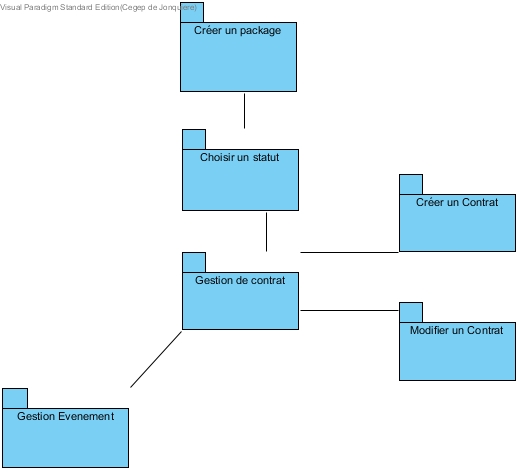 Visual Paradigm Standard Edition(Cegep de Jonquiere)
Créer un package
Choisir un statut
Créer un Contrat
Gestion de contrat
Modifier un Contrat
Gestion Evenement